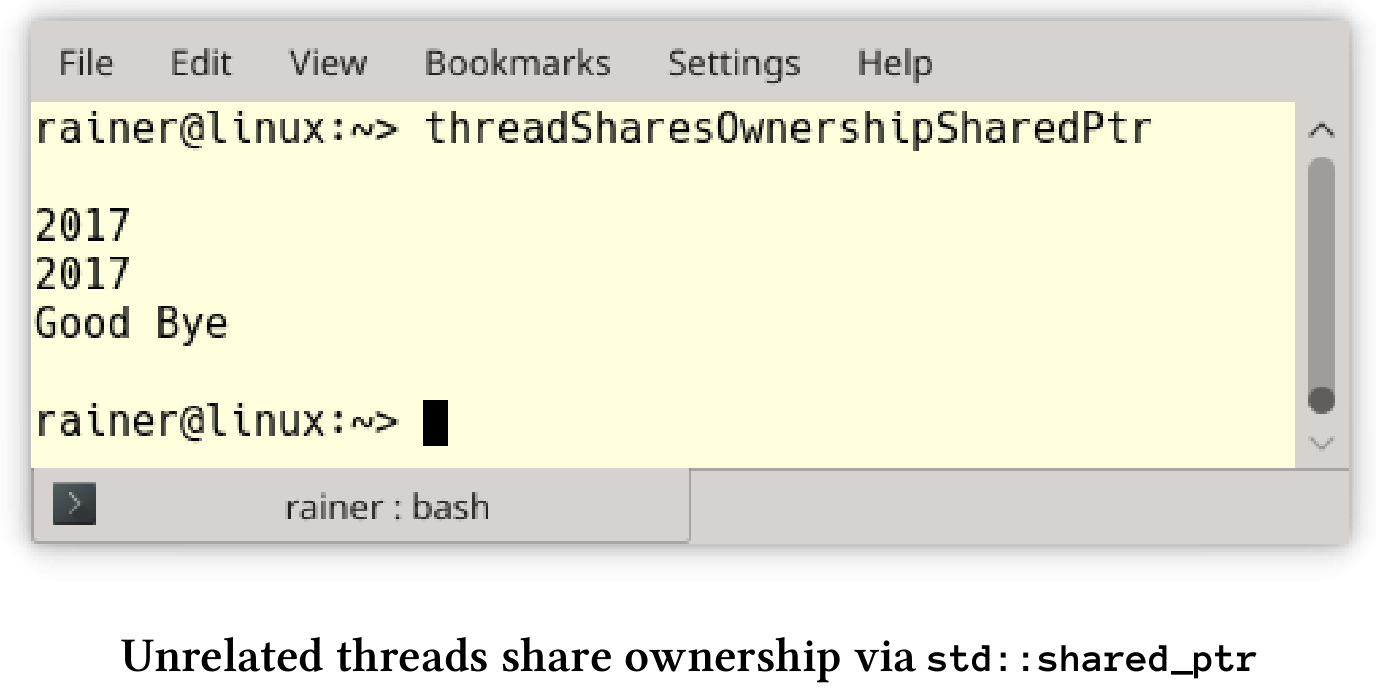 File Edit View Bookmarks Settings Help
rainer@linux:~> threadSharesOwnershipSharedPtr
2017
2017
Good Bye
rainer@linux:~>
rainer : bash
Unrelated threads share ownership via std::shared_ptr